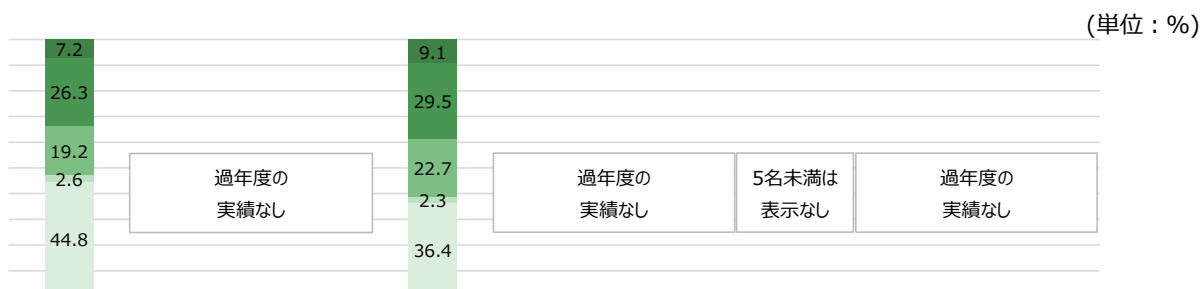 (単位：%)
7.2
26.3
19.2
2.6
44.8
過年度の
実績なし
9.1
29.5
22.7
2.3
36.4
過年度の
実績なし
5名未満は
表示なし
過年度の
実績なし